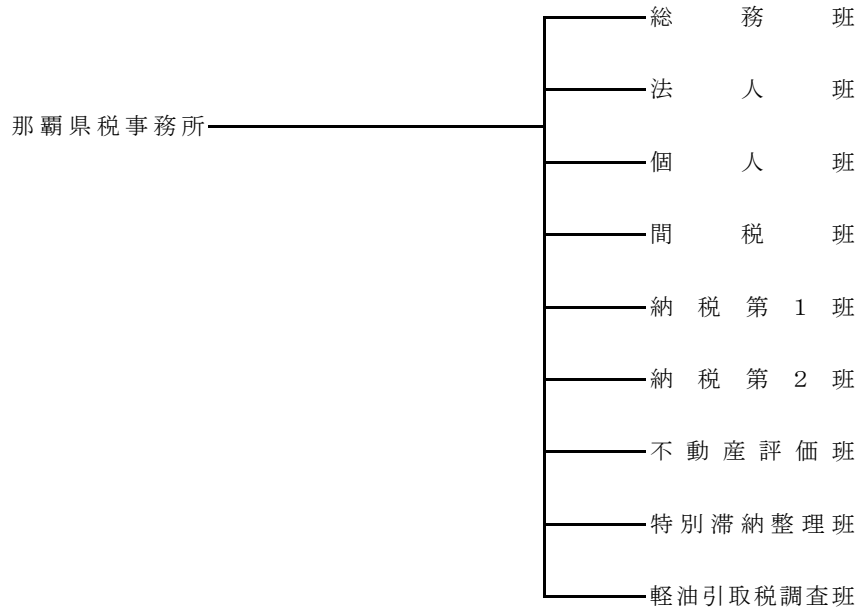 総務班
法人班
那覇県税事務所
個人班
間税班
納税第1班
納税第2班
不動産評価班
特別滞納整理班
軽油引取税調査班